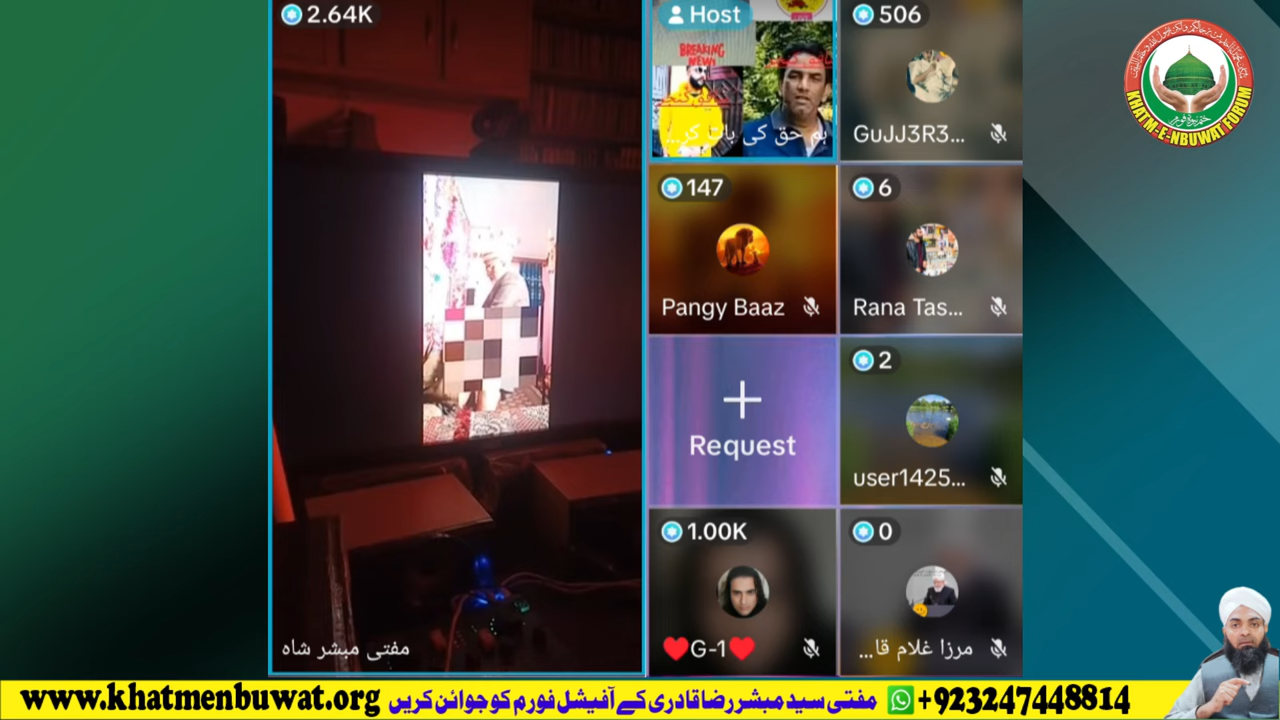 2.64K
مفتی مبشر شاہ
Host
BREAKING
NEWS
ہم حق کی بات کر...
506
GuJJ3R3...
147
Pangy Baaz
6
Rana Tas...
Request
2
user1425...
1.00K
❤️G-1❤️
0
مرزا غلام قا...
KHATM-E-NBUWAT FORUM
www.khatmenbuwat.org مفتی سید مبشر رضا قادری کے آفیشل فورم کو جوائن کریں +923247448814